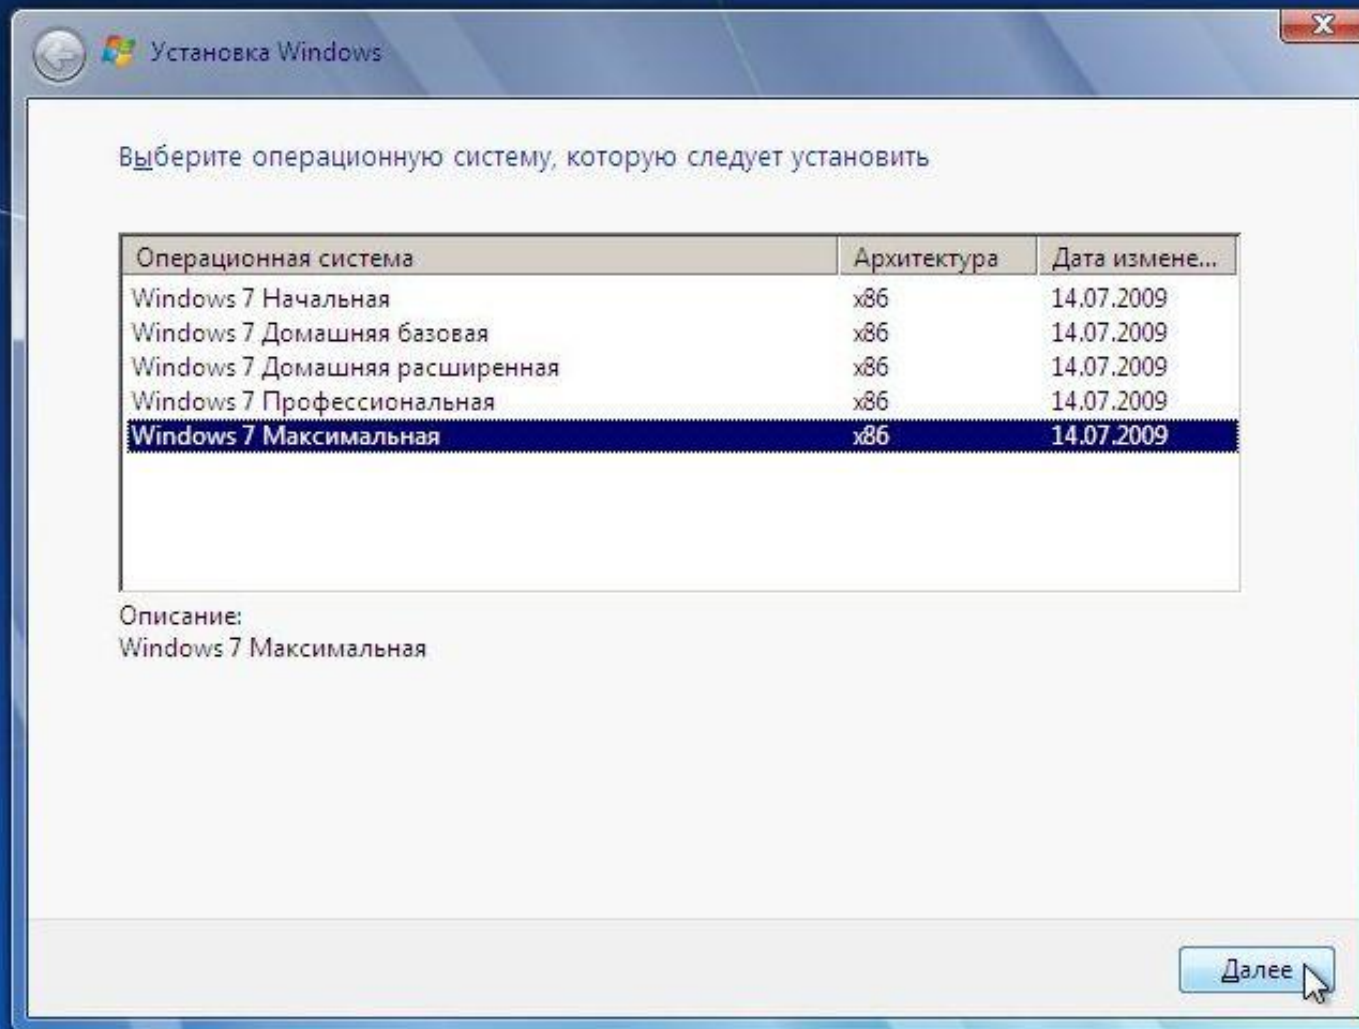 Установка Windows
Выберите операционную систему, которую следует установить
Операционная система Архитектура Дата измене...
Windows 7 Начальная x86 14.07.2009
Windows 7 Домашняя базовая x86 14.07.2009
Windows 7 Домашняя расширенная x86 14.07.2009
Windows 7 Профессиональная x86 14.07.2009
Windows 7 Максимальная x86 14.07.2009
Описание:
Windows 7 Максимальная
Далее